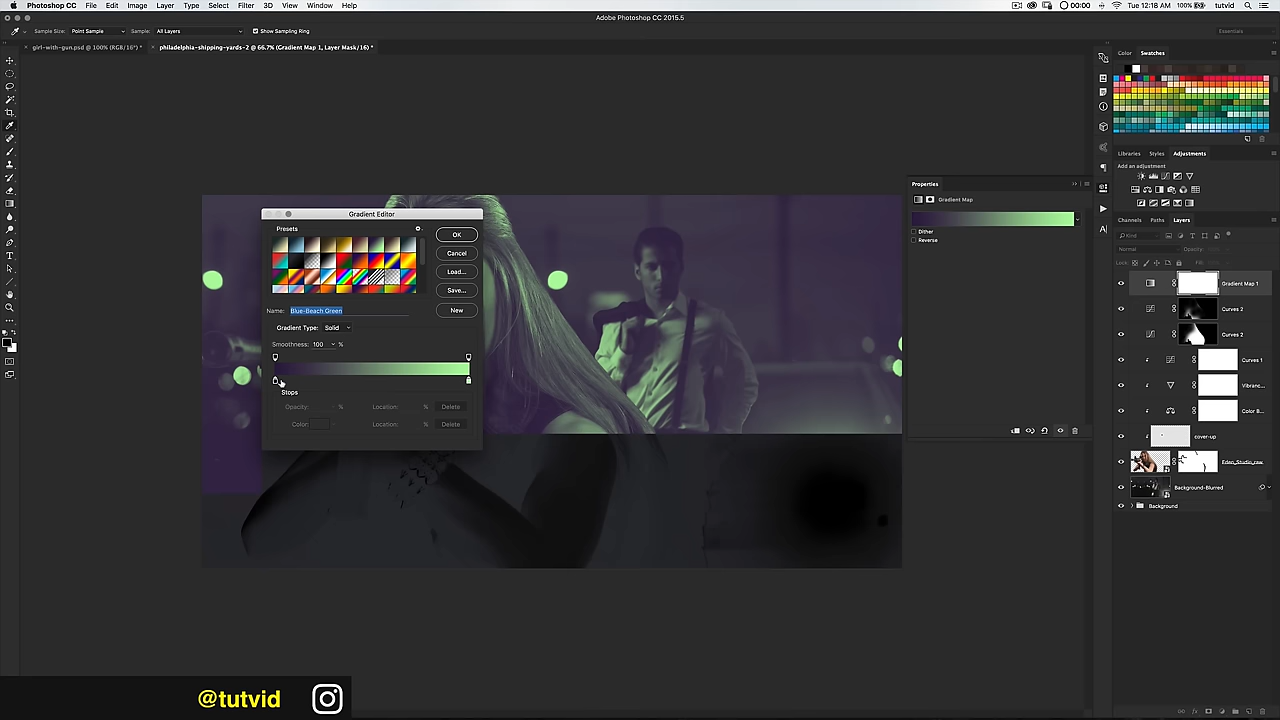 Photoshop CC File Edit Image Layer Type Select Filter 3D View Window Help 00:00 100% Tue 12:18 AM tutvid
Adobe Photoshop CC 2015.5
Sample Size: Point Sample Sample: All Layers Show Sampling Ring Essentials
girl-with-gun.psd @ 100% (RGB/16*) * philadelphia-shipping-yards-2 @ 66.7% (Gradient Map 1, Layer Mask/16) *
Color Swatches
Libraries Styles Adjustments
Add an adjustment
Properties
Gradient Map
Dither
Reverse
Channels Paths Layers
Kind
Normal Opacity:
Lock: Fill:
Gradient Map 1
Curves 2
Curves 2
Curves 1
Vibranc...
Color B...
cover-up
Eden_Studio_raw
Background-Blurred
Background
Gradient Editor
Presets
OK
Cancel
Load...
Save...
Name: Blue-Beach Green New
Gradient Type: Solid
Smoothness: 100 %
Stops
Opacity: % Location: % Delete
Color: Location: % Delete
@tutvid